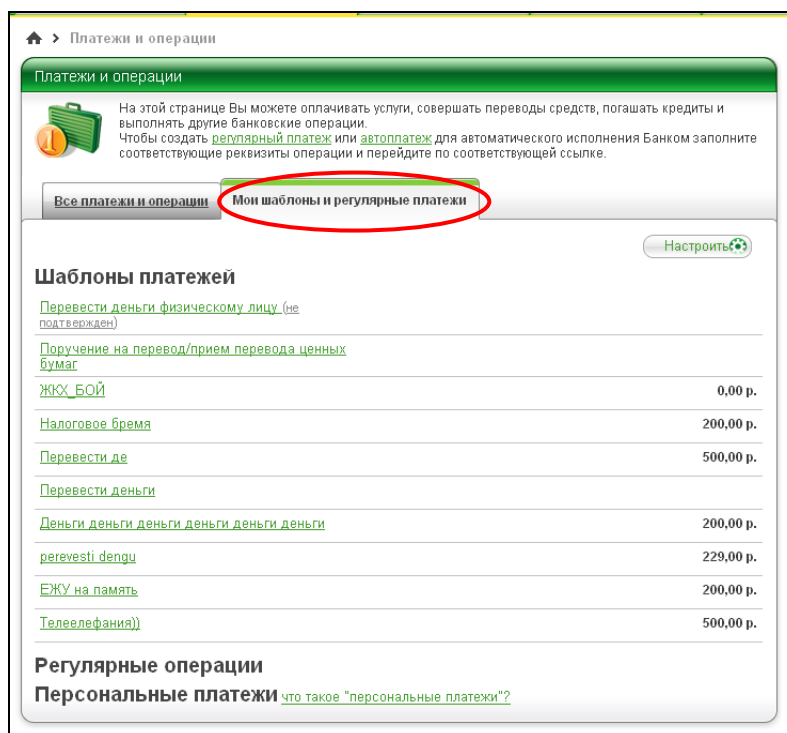 Платежи и операции
Платежи и операции
На этой странице Вы можете оплачивать услуги, совершать переводы средств, погашать кредиты и
выполнять другие банковские операции.
Чтобы создать регулярный платеж или автоплатеж для автоматического исполнения Банком заполните
соответствующие реквизиты операции и перейдите по соответствующей ссылке.
Все платежи и операции Мои шаблоны и регулярные платежи
Настроить
Шаблоны платежей
Перевести деньги физическому лицу (не
подтвержден)
Поручение на перевод/прием перевода ценных
бумаг
ЖКХ_БОЙ 0,00 р.
Налоговое бремя 200,00 р.
Перевести де 500,00 р.
Перевести деньги
Деньги деньги деньги деньги деньги деньги 200,00 р.
perevesti dengu 229,00 р.
ЕЖУ на память 200,00 р.
Телеелефания)) 500,00 р.
Регулярные операции
Персональные платежи что такое "персональные платежи"?